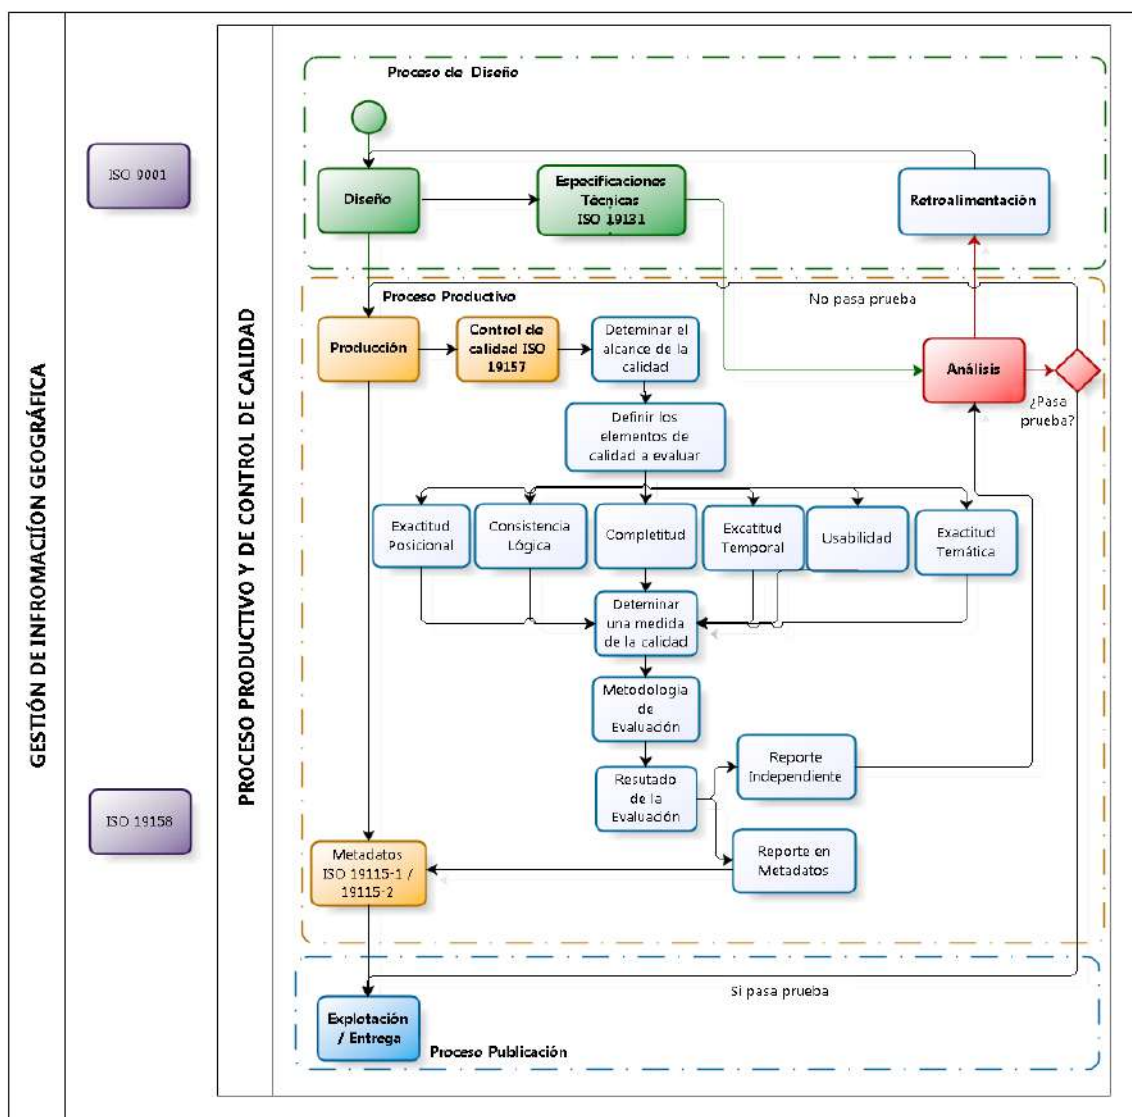 GESTIÓN DE INFROMACÍON GEOGRÁFICA
ISO 9001
ISO 19158
PROCESO PRODUCTIVO Y DE CONTROL DE CALIDAD
Proceso de Diseño
Diseño
Especificaciones
Técnicas
ISO 19131
Retroalimentación
Proceso Productivo
No pasa prueba
Producción
Control de
calidad ISO
19157
Deteminar el
alcance de la
calidad
Análisis
¿Pasa
prueba?
Definir los
elementos de
calidad a evaluar
Exactitud
Posicional
Consistencia
Lógica
Completitud
Excatitud
Temporal
Usabilidad
Exactitud
Temática
Deteminar
una medida
de la calidad
Metodología
de
Evaluación
Resutado
de la
Evaluación
Reporte
Independiente
Reporte en
Metadatos
Metadatos
ISO 19115-1 /
19115-2
Si pasa prueba
Explotación
/ Entrega
Proceso Publicación